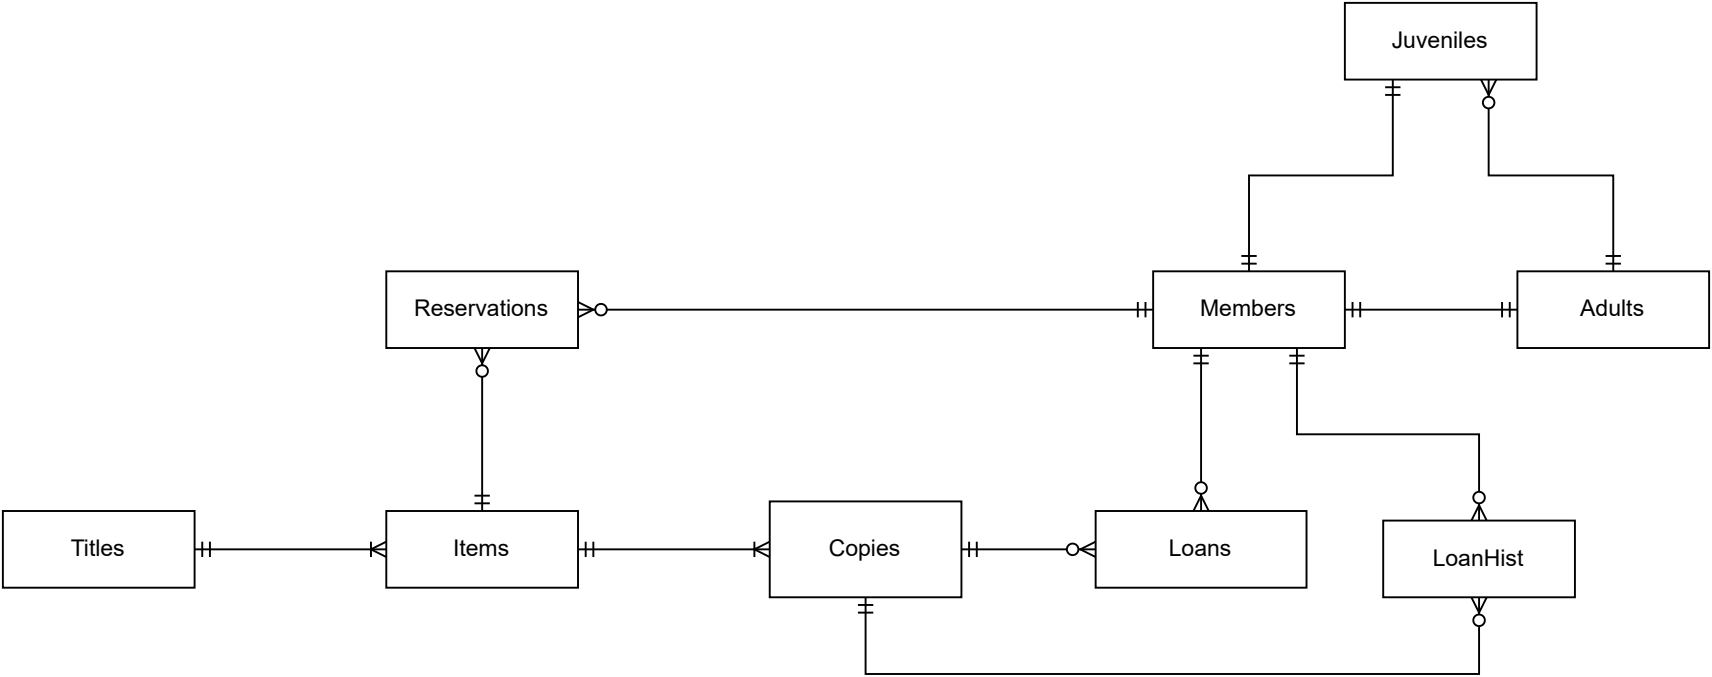 Juveniles
Reservations
Members
Adults
Titles
Items
Copies
Loans
LoanHist